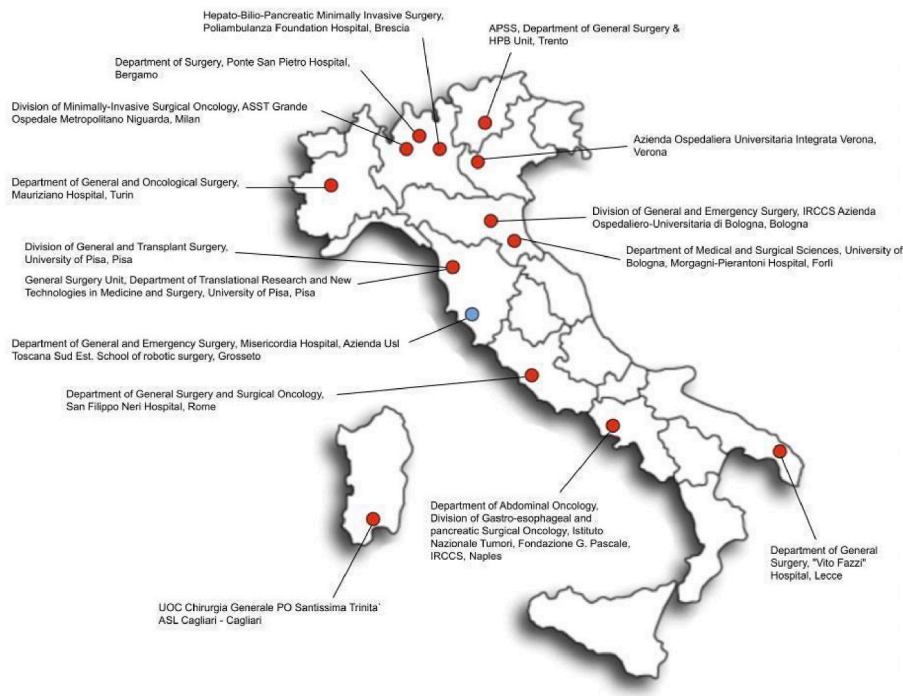 Hepato-Bilio-Pancreatic Minimally Invasive Surgery,
Poliambulanza Foundation Hospital, Brescia
APSS, Department of General Surgery &
HPB Unit, Trento
Department of Surgery, Ponte San Pietro Hospital,
Bergamo
Division of Minimally-Invasive Surgical Oncology, ASST Grande
Ospedale Metropolitano Niguarda, Milan
Azienda Ospedaliera Universitaria Integrata Verona,
Verona
Department of General and Oncological Surgery,
Mauriziano Hospital, Turin
Division of General and Emergency Surgery, IRCCS Azienda
Ospedaliero-Universitaria di Bologna, Bologna
Division of General and Transplant Surgery,
University of Pisa, Pisa
Department of Medical and Surgical Sciences, University of
Bologna, Morgagni-Pierantoni Hospital, Forlì
General Surgery Unit, Department of Translational Research and New
Technologies in Medicine and Surgery, University of Pisa, Pisa
Department of General and Emergency Surgery, Misericordia Hospital, Azienda Usl
Toscana Sud Est. School of robotic surgery, Grosseto
Department of General Surgery and Surgical Oncology,
San Filippo Neri Hospital, Rome
Department of Abdominal Oncology,
Division of Gastro-esophageal and
pancreatic Surgical Oncology, Istituto
Nazionale Tumori, Fondazione G. Pascale,
IRCCS, Naples
Department of General
Surgery, "Vito Fazzi"
Hospital, Lecce
UOC Chirurgia Generale PO Santissima Trinita`
ASL Cagliari - Cagliari